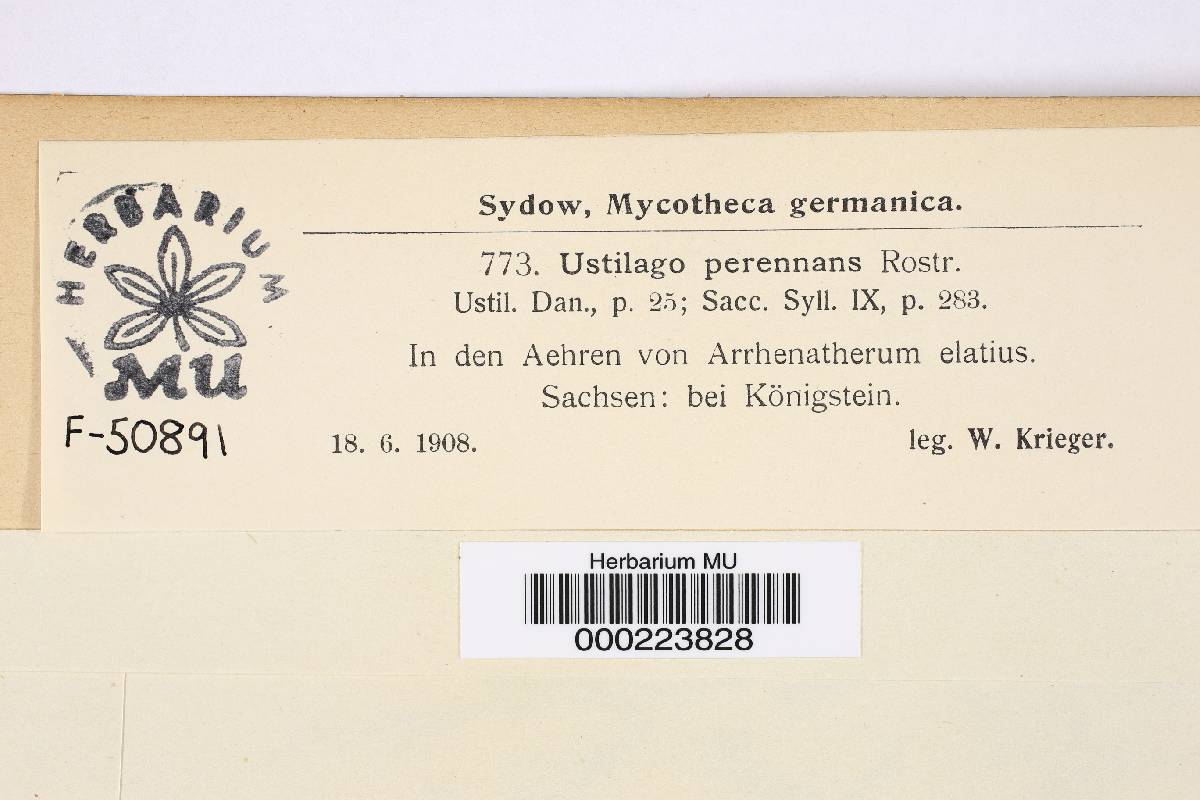 HERBARIUM
MU
F-50891
Sydow, Mycotheca germanica.
773. Ustilago perennans Rostr.
Ustil. Dan., p. 25; Sacc. Syll. IX, p. 283.
In den Aehren von Arrhenatherum elatius.
Sachsen: bei Königstein.
18. 6. 1908. leg. W. Krieger.
Herbarium MU
000223828